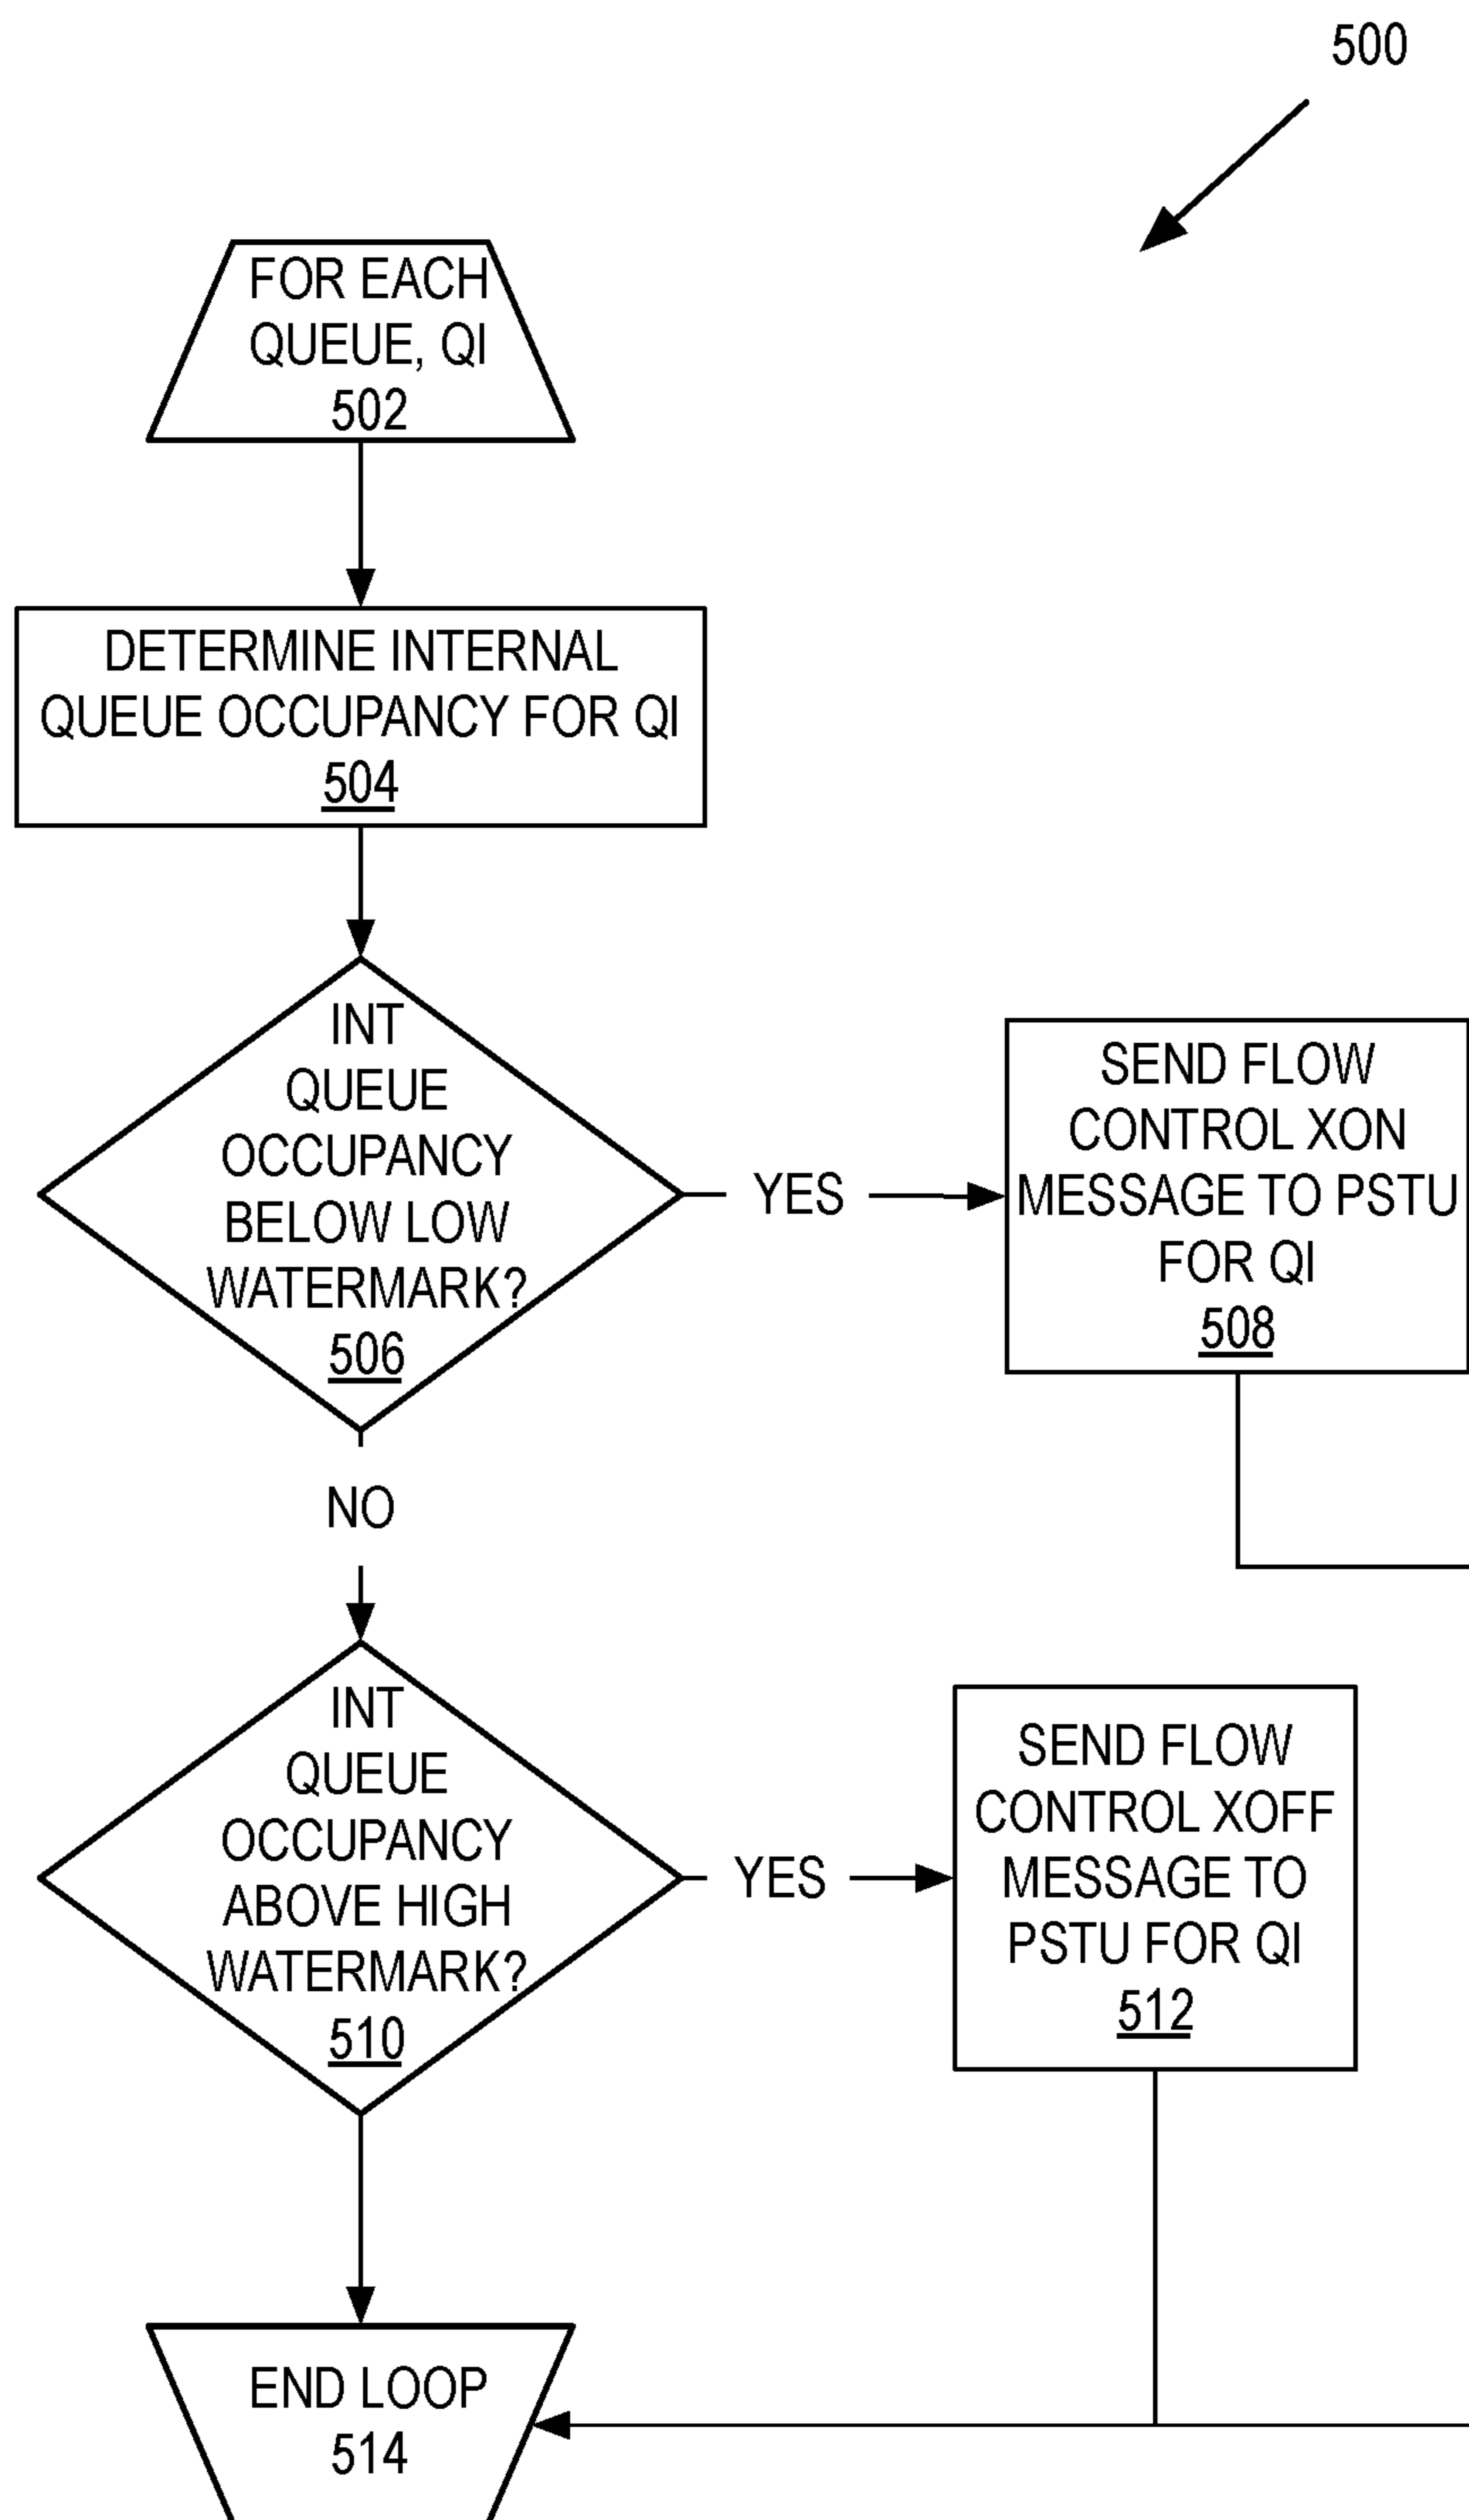 500
FOR EACH
QUEUE, QI
502
DETERMINE INTERNAL
QUEUE OCCUPANCY FOR QI
504
INT
QUEUE
OCCUPANCY
BELOW LOW
WATERMARK?
506
YES
SEND FLOW
CONTROL XON
MESSAGE TO PSTU
FOR QI
508
NO
INT
QUEUE
OCCUPANCY
ABOVE HIGH
WATERMARK?
510
YES
SEND FLOW
CONTROL XOFF
MESSAGE TO
PSTU FOR QI
512
END LOOP
514